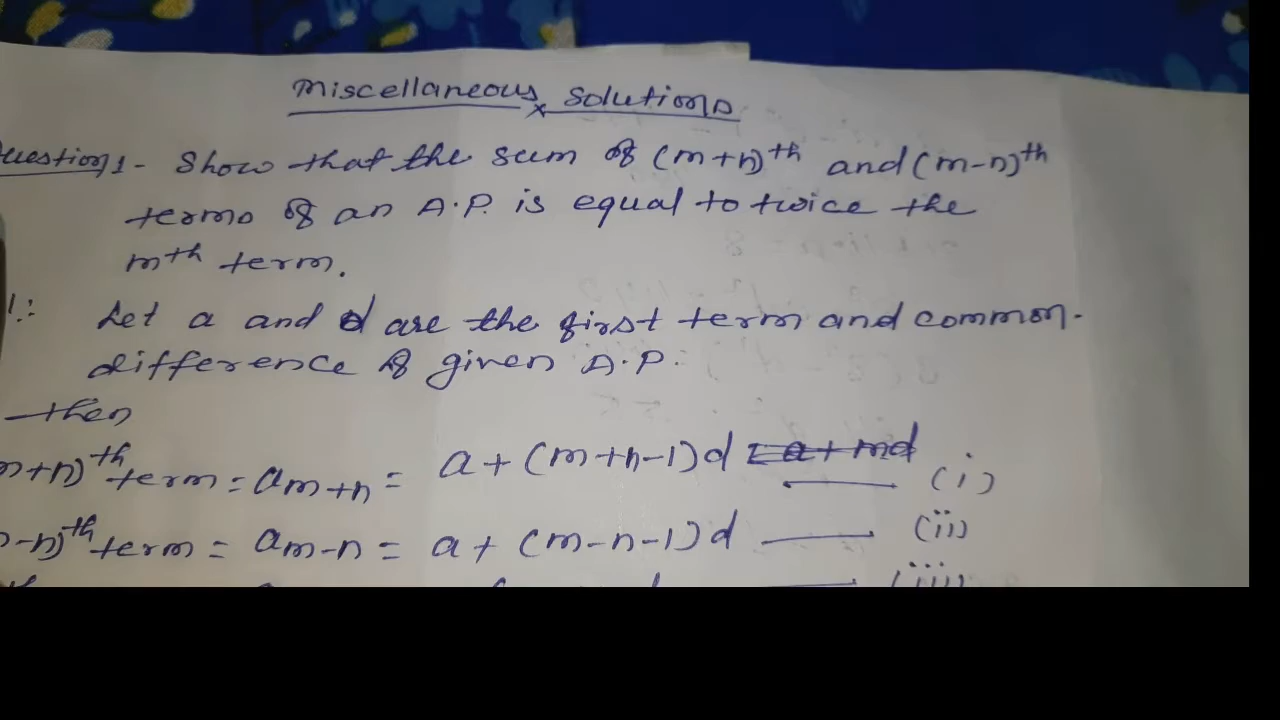 Miscellaneous Solutions
Question 1- Show that the sum of (m+n)th and (m-n)th
terms of an A.P. is equal to twice the
mth term.
Let a and d are the first term and common
difference of given A.P.
then
m+n)th term = am+n = a + (m+n-1)d (i)
-n)th term = am-n = a + (m-n-1)d (ii)
(iii)